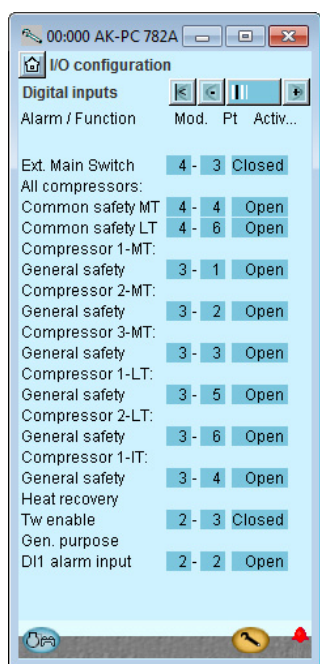 00:000 AK-PC 782A
I/O configuration
Digital inputs
Alarm / Function Mod. Pt Activ...
Ext. Main Switch 4 - 3 Closed
All compressors:
Common safety MT 4 - 4 Open
Common safety LT 4 - 6 Open
Compressor 1-MT:
General safety 3 - 1 Open
Compressor 2-MT:
General safety 3 - 2 Open
Compressor 3-MT:
General safety 3 - 3 Open
Compressor 1-LT:
General safety 3 - 5 Open
Compressor 2-LT:
General safety 3 - 6 Open
Compressor 1-IT:
General safety 3 - 4 Open
Heat recovery
Tw enable 2 - 3 Closed
Gen. purpose
DI1 alarm input 2 - 2 Open